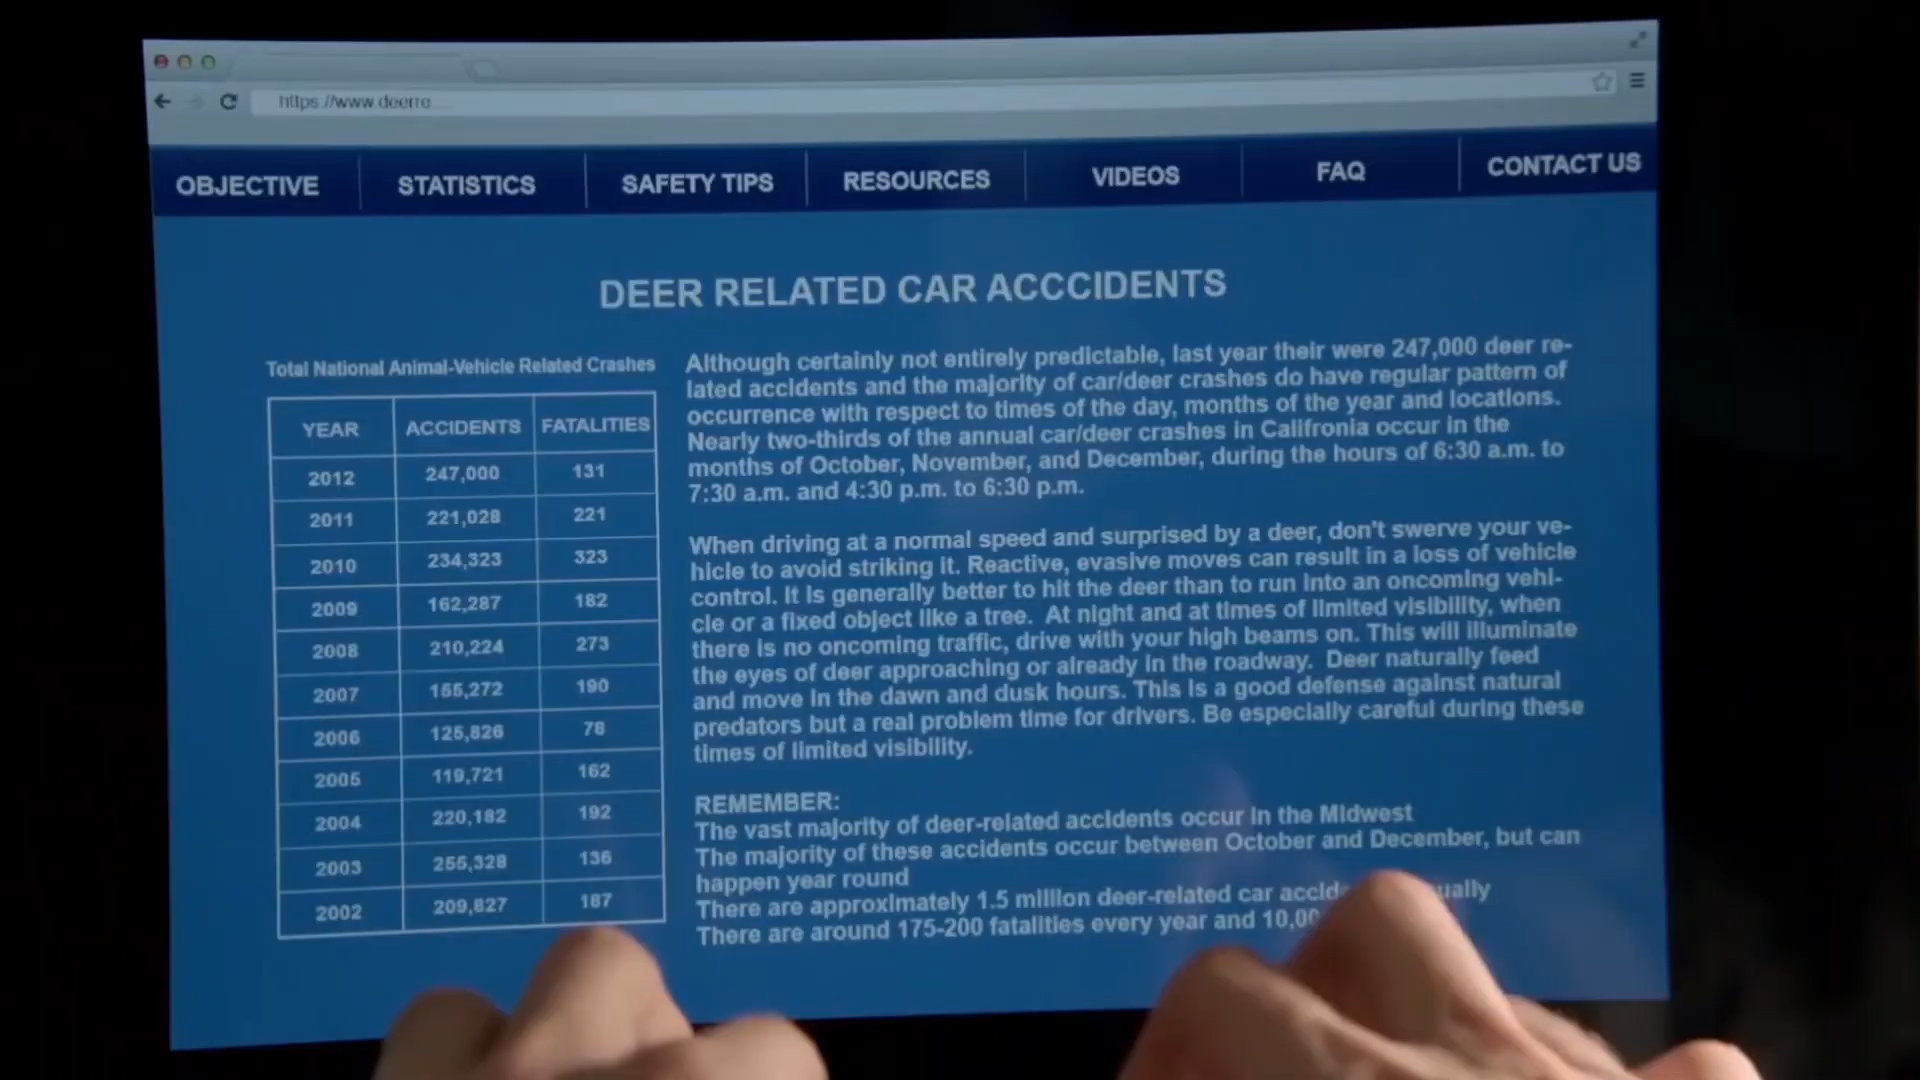 https://www.deerre
OBJECTIVE STATISTICS SAFETY TIPS RESOURCES VIDEOS FAQ CONTACT US
DEER RELATED CAR ACCCIDENTS
Total National Animal-Vehicle Related Crashes
YEAR ACCIDENTS FATALITIES
2012 247,000 131
2011 221,028 221
2010 234,323 323
2009 162,287 182
2008 210,224 273
2007 155,272 190
2006 125,826 78
2005 119,721 162
2004 220,182 192
2003 255,328 136
2002 209,827 187
Although certainly not entirely predictable, last year their were 247,000 deer re-
lated accidents and the majority of car/deer crashes do have regular pattern of
occurrence with respect to times of the day, months of the year and locations.
Nearly two-thirds of the annual car/deer crashes in Califronia occur in the
months of October, November, and December, during the hours of 6:30 a.m. to
7:30 a.m. and 4:30 p.m. to 6:30 p.m.
When driving at a normal speed and surprised by a deer, don't swerve your ve-
hicle to avoid striking it. Reactive, evasive moves can result in a loss of vehicle
control. It is generally better to hit the deer than to run into an oncoming vehi-
cle or a fixed object like a tree. At night and at times of limited visibility, when
there is no oncoming traffic, drive with your high beams on. This will illuminate
the eyes of deer approaching or already in the roadway. Deer naturally feed
and move in the dawn and dusk hours. This is a good defense against natural
predators but a real problem time for drivers. Be especially careful during these
times of limited visibility.
REMEMBER:
The vast majority of deer-related accidents occur in the Midwest
The majority of these accidents occur between October and December, but can
happen year round
There are approximately 1.5 million deer-related car
There are around 175-200 fatalities every year and